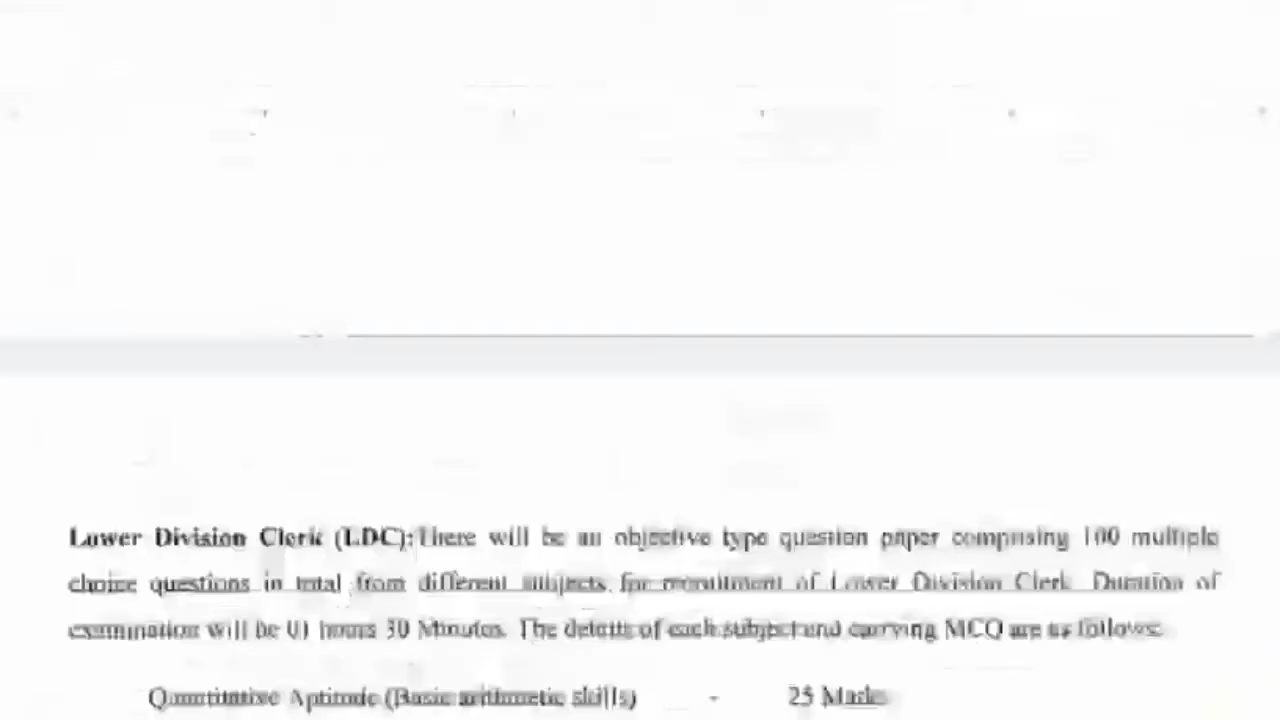 Lower Division Clerk (LDC):There will be an objective type question paper comprising 100 multiple
choice questions in total from different subjects for recruitment of Lower Division Clerk. Duration of
examination will be 01 hours 30 Minutes. The details of each subject and carrying MCQ are as follows:
Quantitative Aptitude (Basic arithmetic skills) - 25 Marks